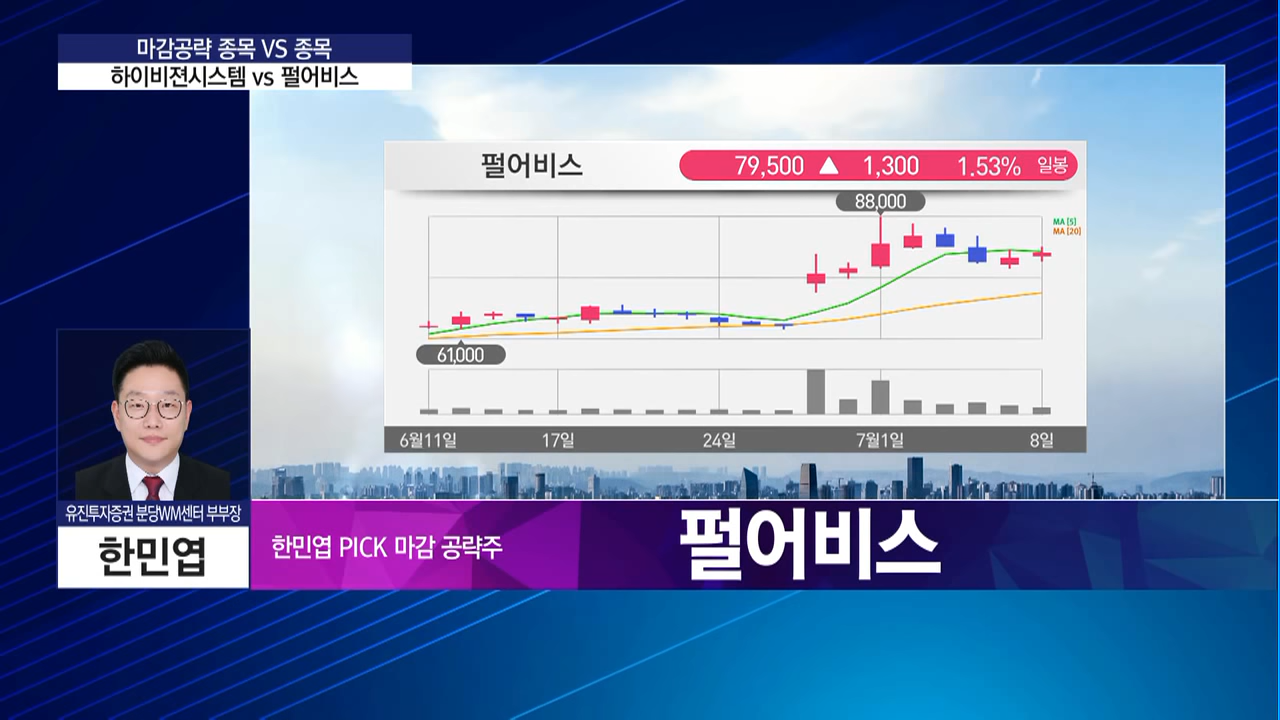 마감공략 종목 VS 종목
하이비젼시스템 vs 펄어비스
펄어비스 79,500 ▲ 1,300 1.53% 일봉
88,000
MA [5]
MA [20]
61,000
6월11일 17일 24일 7월1일 8일
유진투자증권 분당WM센터 부부장
한민엽
한민엽 PICK 마감 공략주
펄어비스